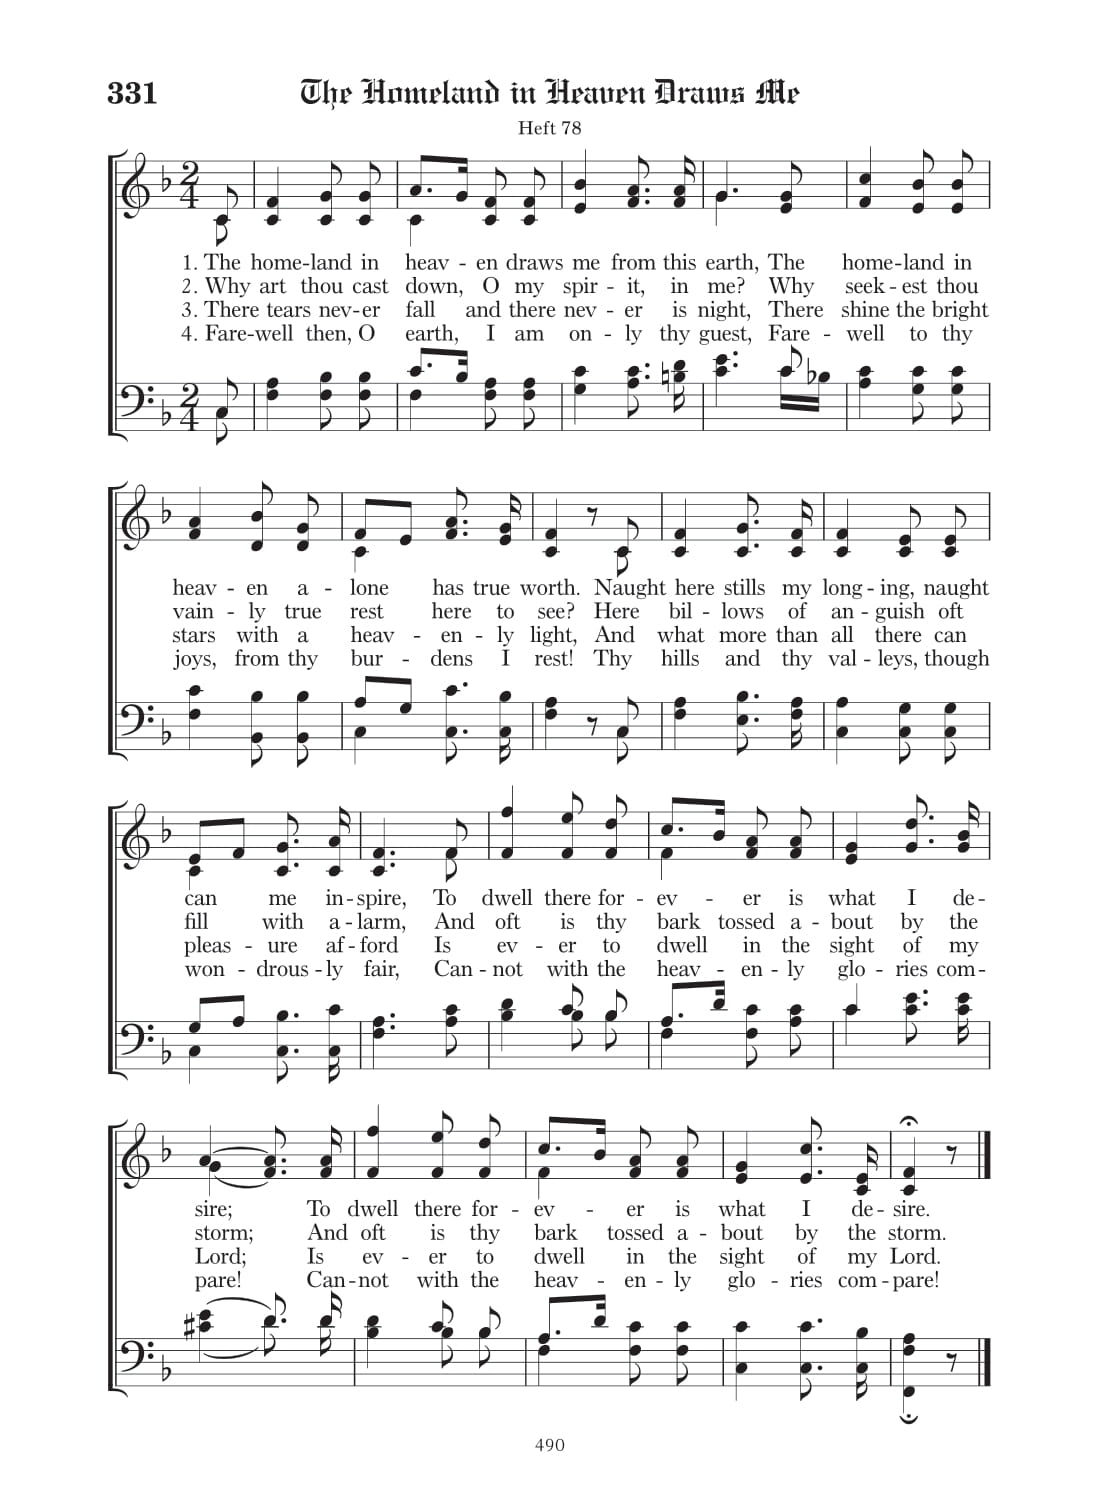 331 The Homeland in Heaven Draws Me
Heft 78
1. The home-land in heav - en draws me from this earth, The home-land in
2. Why art thou cast down, O my spir - it, in me? Why seek - est thou
3. There tears nev-er fall and there nev - er is night, There shine the bright
4. Fare-well then, O earth, I am on - ly thy guest, Fare - well to thy
heav - en a - lone has true worth. Naught here stills my long - ing, naught
vain - ly true rest here to see? Here bil - lows of an - guish oft
stars with a heav - en - ly light, And what more than all there can
joys, from thy bur - dens I rest! Thy hills and thy val - leys, though
can me in - spire, To dwell there for - ev - er is what I de -
fill with a - larm, And oft is thy bark tossed a - bout by the
pleas - ure af - ford Is ev - er to dwell in the sight of my
won - drous - ly fair, Can - not with the heav - en - ly glo - ries com -
sire; To dwell there for - ev - er is what I de - sire.
storm; And oft is thy bark tossed a - bout by the storm.
Lord; Is ev - er to dwell in the sight of my Lord.
pare! Can - not with the heav - en - ly glo - ries com - pare!
490